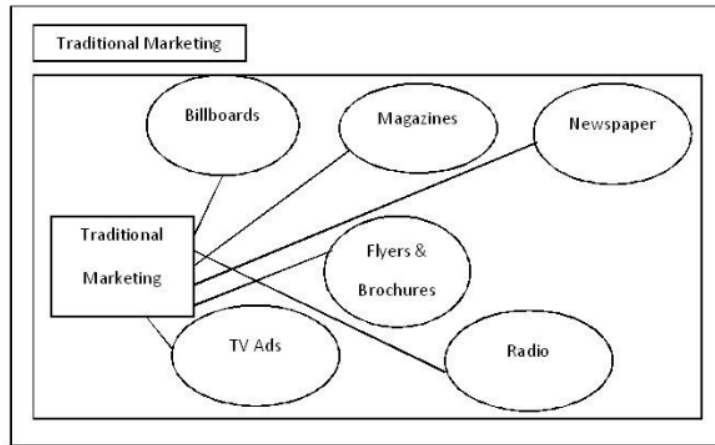 Traditional Marketing
Billboards
Magazines
Newspaper
Traditional
Marketing
Flyers &
Brochures
TV Ads
Radio